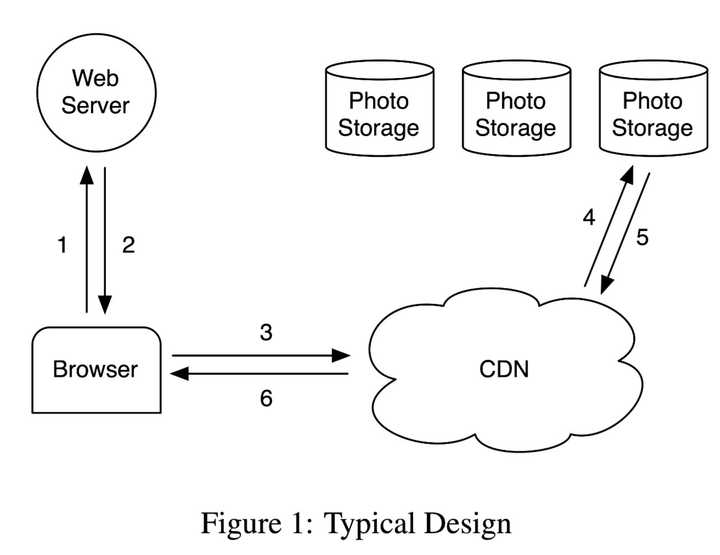 Web
Server
Photo
Storage
Photo
Storage
Photo
Storage
1
2
4
5
3
Browser
CDN
6
Figure 1: Typical Design